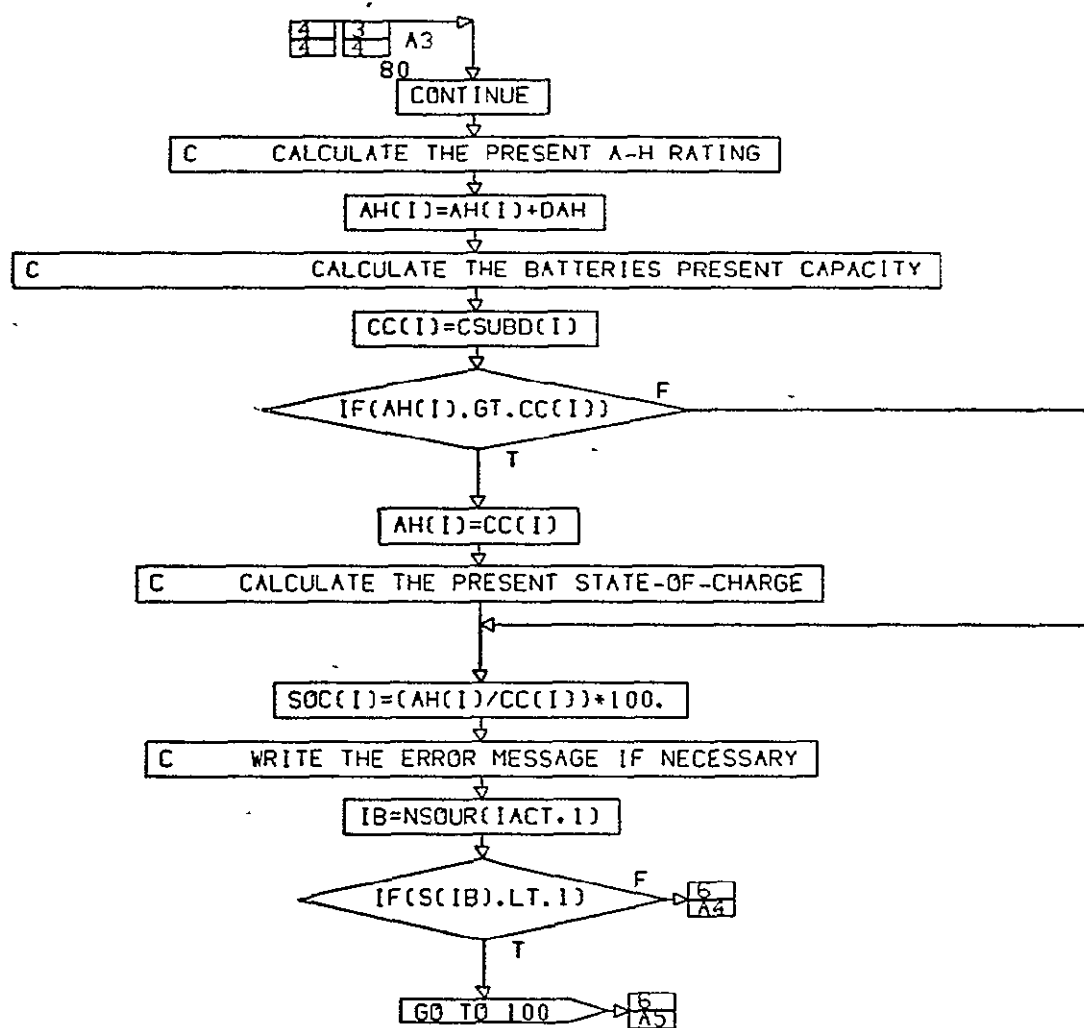 4 3
4 4 A3
80
CONTINUE
C CALCULATE THE PRESENT A-H RATING
AH(I)=AH(I)+DAH
C CALCULATE THE BATTERIES PRESENT CAPACITY
CC(I)=CSUBD(I)
IF(AH(I).GT.CC(I)) F
T
AH(I)=CC(I)
C CALCULATE THE PRESENT STATE-OF-CHARGE
SOC(I)=(AH(I)/CC(I))*100.
C WRITE THE ERROR MESSAGE IF NECESSARY
IB=NSOUR(IACT.1)
IF(S(IB).LT.1) F 6
A4
T
GO TO 100 6
A5